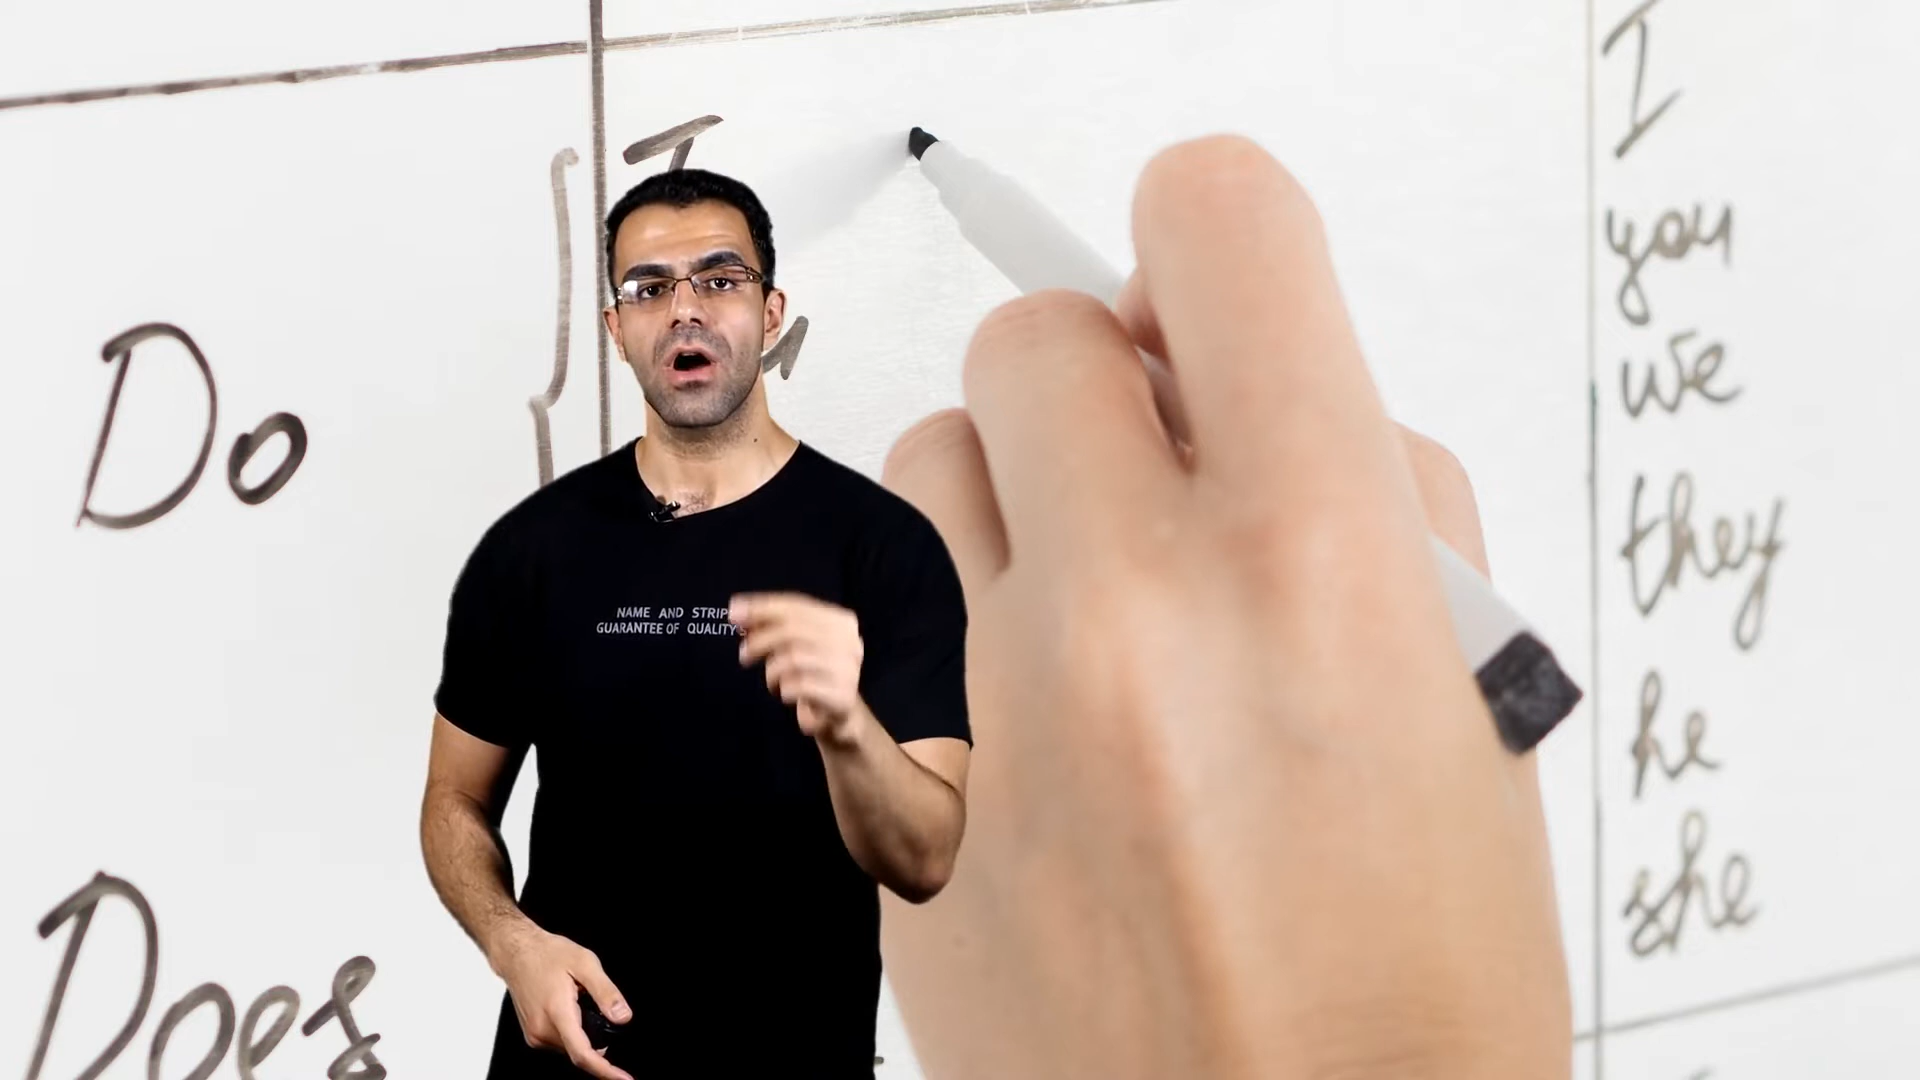 Do
Does
I
you
we
they
he
she
NAME AND STRIP
GUARANTEE OF QUALITY